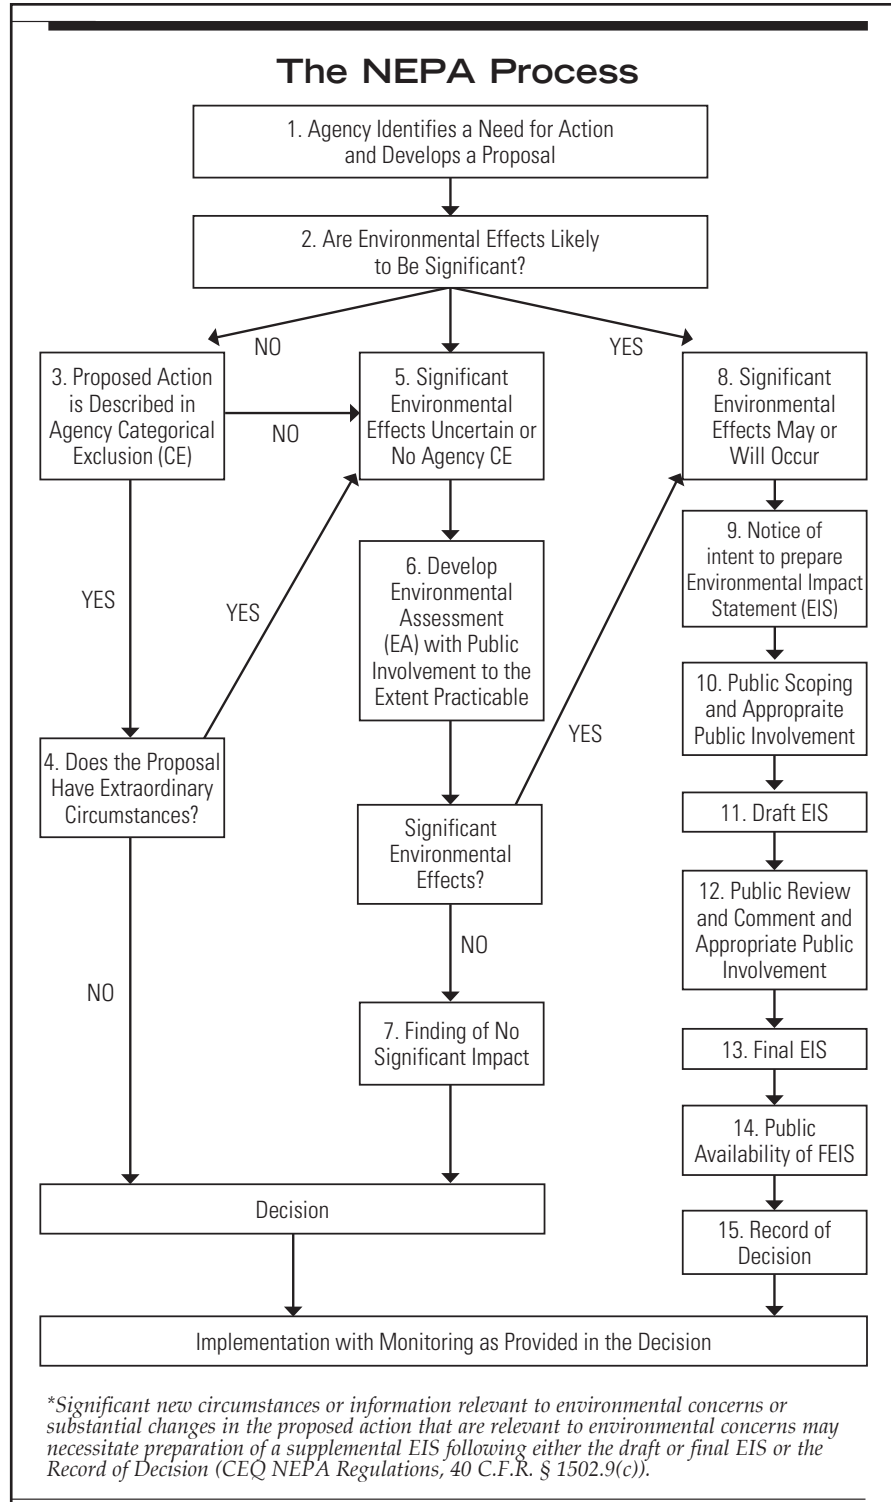 The NEPA Process
1. Agency Identifies a Need for Action
and Develops a Proposal
2. Are Environmental Effects Likely
to Be Significant?
NO
YES
3. Proposed Action
is Described in
Agency Categorical
Exclusion (CE)
NO
5. Significant
Environmental
Effects Uncertain or
No Agency CE
8. Significant
Environmental
Effects May or
Will Occur
9. Notice of
intent to prepare
Environmental Impact
Statement (EIS)
YES
YES
6. Develop
Environmental
Assessment
(EA) with Public
Involvement to the
Extent Practicable
10. Public Scoping
and Appropraite
Public Involvement
YES
4. Does the Proposal
Have Extraordinary
Circumstances?
Significant
Environmental
Effects?
11. Draft EIS
12. Public Review
and Comment and
Appropriate Public
Involvement
NO
NO
7. Finding of No
Significant Impact
13. Final EIS
14. Public
Availability of FEIS
Decision
15. Record of
Decision
Implementation with Monitoring as Provided in the Decision
*Significant new circumstances or information relevant to environmental concerns or
substantial changes in the proposed action that are relevant to environmental concerns may
necessitate preparation of a supplemental EIS following either the draft or final EIS or the
Record of Decision (CEQ NEPA Regulations, 40 C.F.R. § 1502.9(c)).